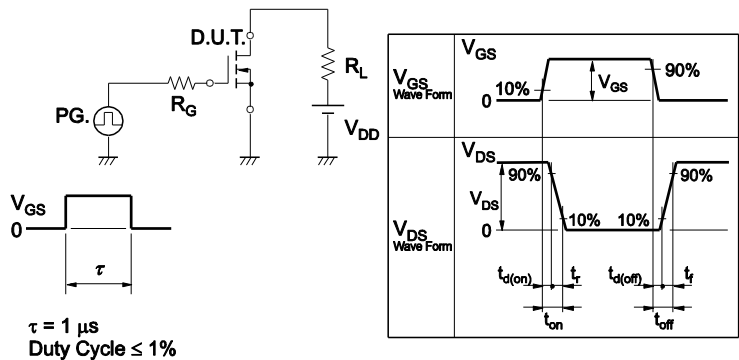 D.U.T.
R_L
R_G
PG.
V_DD
V_GS
0
τ
τ = 1 μs
Duty Cycle ≤ 1%
V_GS
Wave Form
V_GS
10%
0
V_GS
90%
V_DS
Wave Form
V_DS
90%
V_DS
0
10%
10%
90%
t_d(on)
t_r
t_d(off)
t_f
t_on
t_off